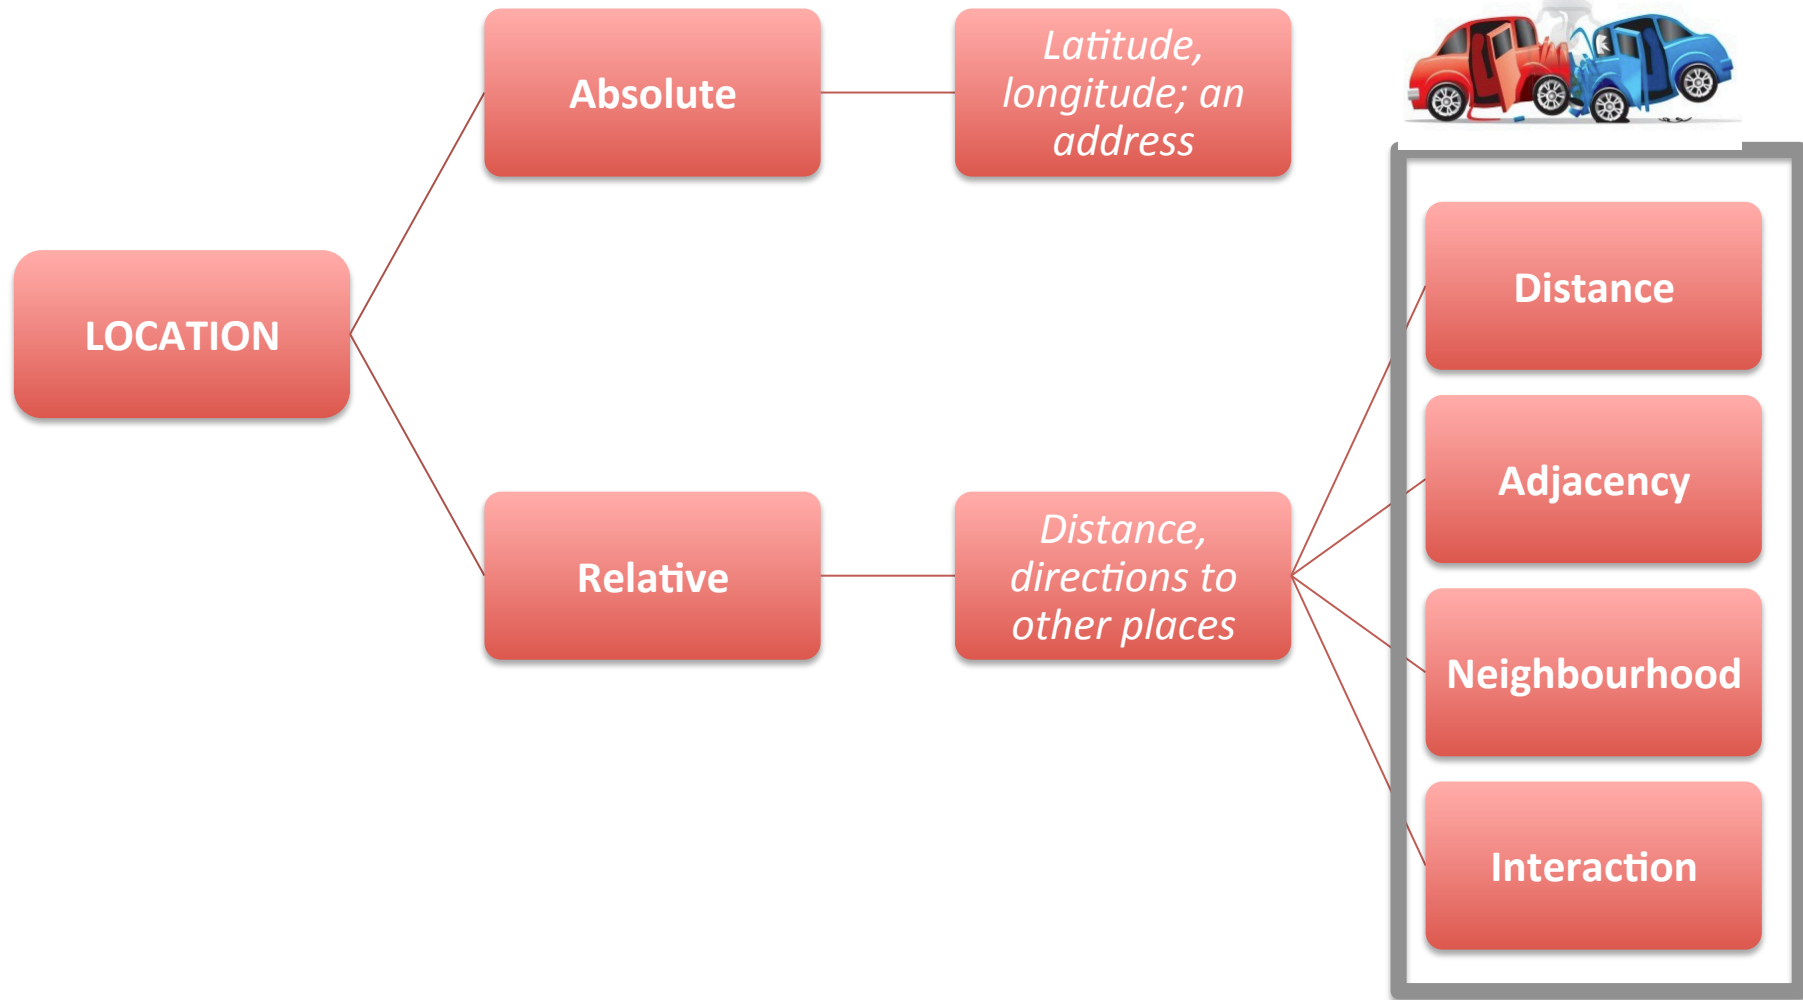 LOCATION
Absolute
Latitude,
longitude; an
address
Relative
Distance,
directions to
other places
Distance
Adjacency
Neighbourhood
Interaction